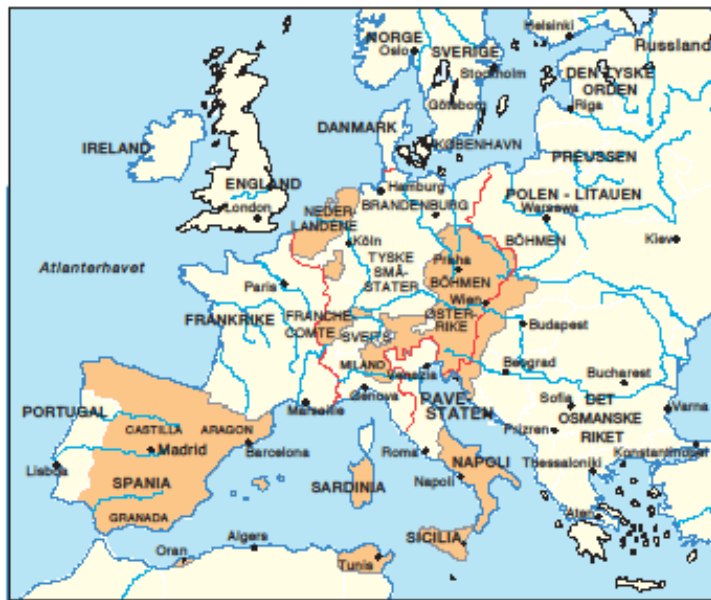 Helsinki
NORGE
Oslo
SVERIGE
Stockholm
Russland
DEN TYSKE
ORDEN
Riga
Göteborg
DANMARK
KØBENHAVN
IRELAND
PREUSSEN
ENGLAND
London
Hamburg
BRANDENBURG
POLEN - LITAUEN
Warsawa
NEDER-
LANDENE
Köln
BÖHMEN
Kiev
Atlanterhavet
TYSKE
SMÅ-
STATER
Praha
BÖHMEN
Paris
Wien
FRANKRIKE
FRANCHE-
COMTE
SVEITS
ØSTER-
RIKE
Budapest
MILANO
Venezia
Beograd
Bucharest
Genova
Marseille
PAVE-
STATEN
Sofia
DET
OSMANSKE
RIKET
Varna
PORTUGAL
CASTILLA
ARAGON
Madrid
Barcelona
Prizren
Konstantinopel
Lisboa
Roma
NAPOLI
Napoli
Thessaloniki
SPANIA
SARDINIA
GRANADA
SICILIA
Aten
Oran
Algers
Tunis